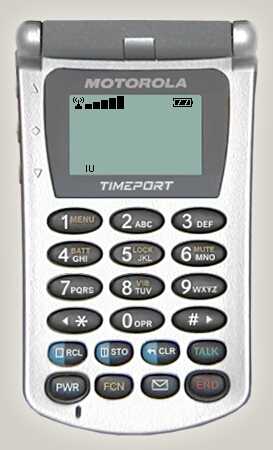 MOTOROLA
IU
TIMEPORT
1 MENU 2 ABC 3 DEF
4 BATT GHI 5 LOCK JKL 6 MUTE MNO
7 PQRS 8 VIB TUV 9 WXYZ
* 0 OPR #
RCL STO CLR TALK
PWR FCN END